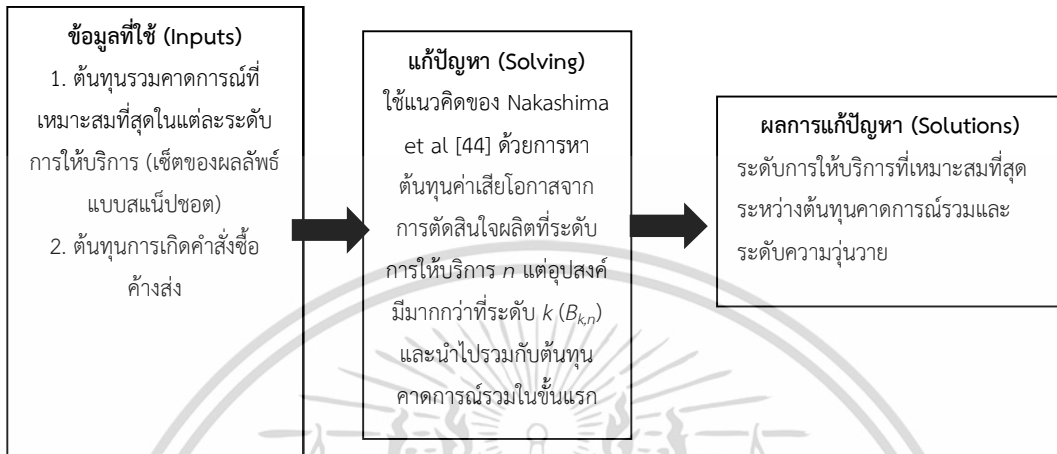 ข้อมูลที่ใช้ (Inputs)
1. ต้นทุนรวมคาดการณ์ที่
เหมาะสมที่สุดในแต่ละระดับ
การให้บริการ (เซ็ตของผลลัพธ์
แบบสแน็ปชอต)
2. ต้นทุนการเกิดคำสั่งซื้อ
ค้างส่ง
แก้ปัญหา (Solving)
ใช้แนวคิดของ Nakashima
et al [44] ด้วยการหา
ต้นทุนค่าเสียโอกาสจาก
การตัดสินใจผลิตที่ระดับ
การให้บริการ n แต่อุปสงค์
มีมากกว่าที่ระดับ k (Bk,n)
และนำไปรวมกับต้นทุน
คาดการณ์รวมในขั้นแรก
ผลการแก้ปัญหา (Solutions)
ระดับการให้บริการที่เหมาะสมที่สุด
ระหว่างต้นทุนคาดการณ์รวมและ
ระดับความวุ่นวาย